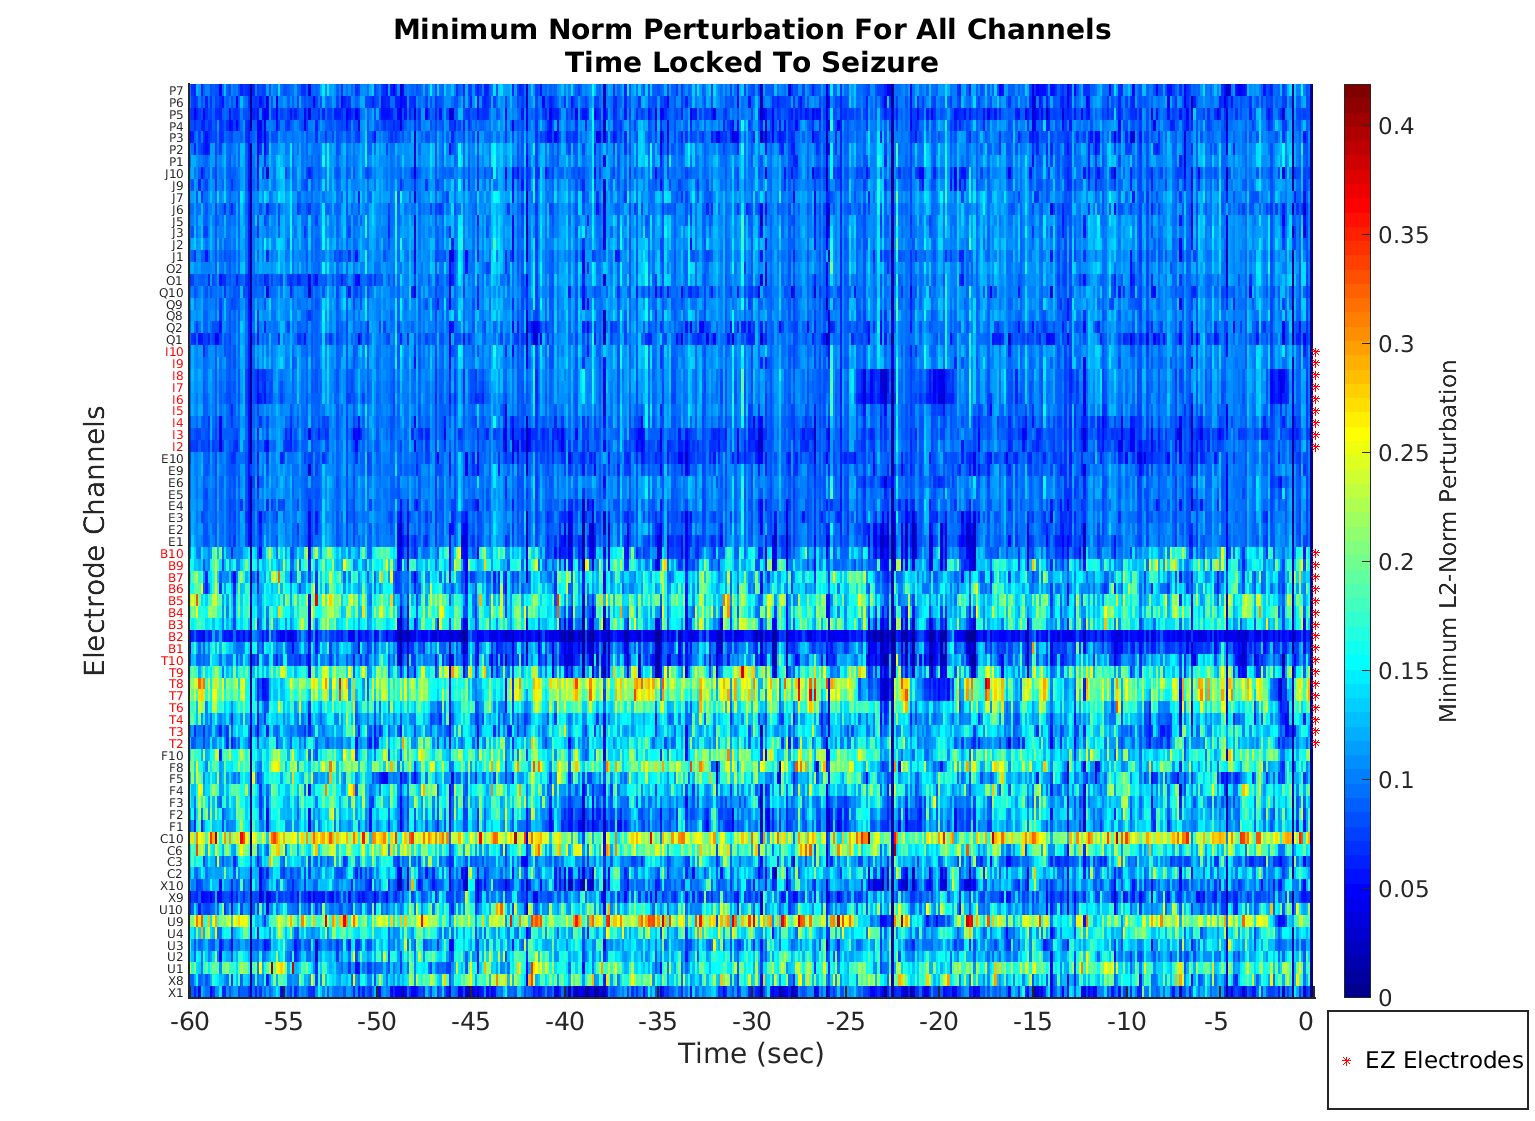 Minimum Norm Perturbation For All Channels
Time Locked To Seizure
Electrode Channels
P7
P6
P5
P4
P3
P2
P1
J10
J9
J7
J6
J5
J3
J2
J1
O2
O1
Q10
Q9
Q8
Q2
Q1
I10
I9
I8
I7
I6
I5
I4
I3
I2
E10
E9
E6
E5
E4
E3
E2
E1
B10
B9
B7
B6
B5
B4
B3
B2
B1
T10
T9
T8
T7
T6
T4
T3
T2
F10
F8
F5
F4
F3
F2
F1
C10
C6
C3
C2
X10
X9
U10
U9
U4
U3
U2
U1
X8
X1
-60 -55 -50 -45 -40 -35 -30 -25 -20 -15 -10 -5 0
Time (sec)
0.4
0.35
0.3
0.25
0.2
0.15
0.1
0.05
0
Minimum L2-Norm Perturbation
EZ Electrodes